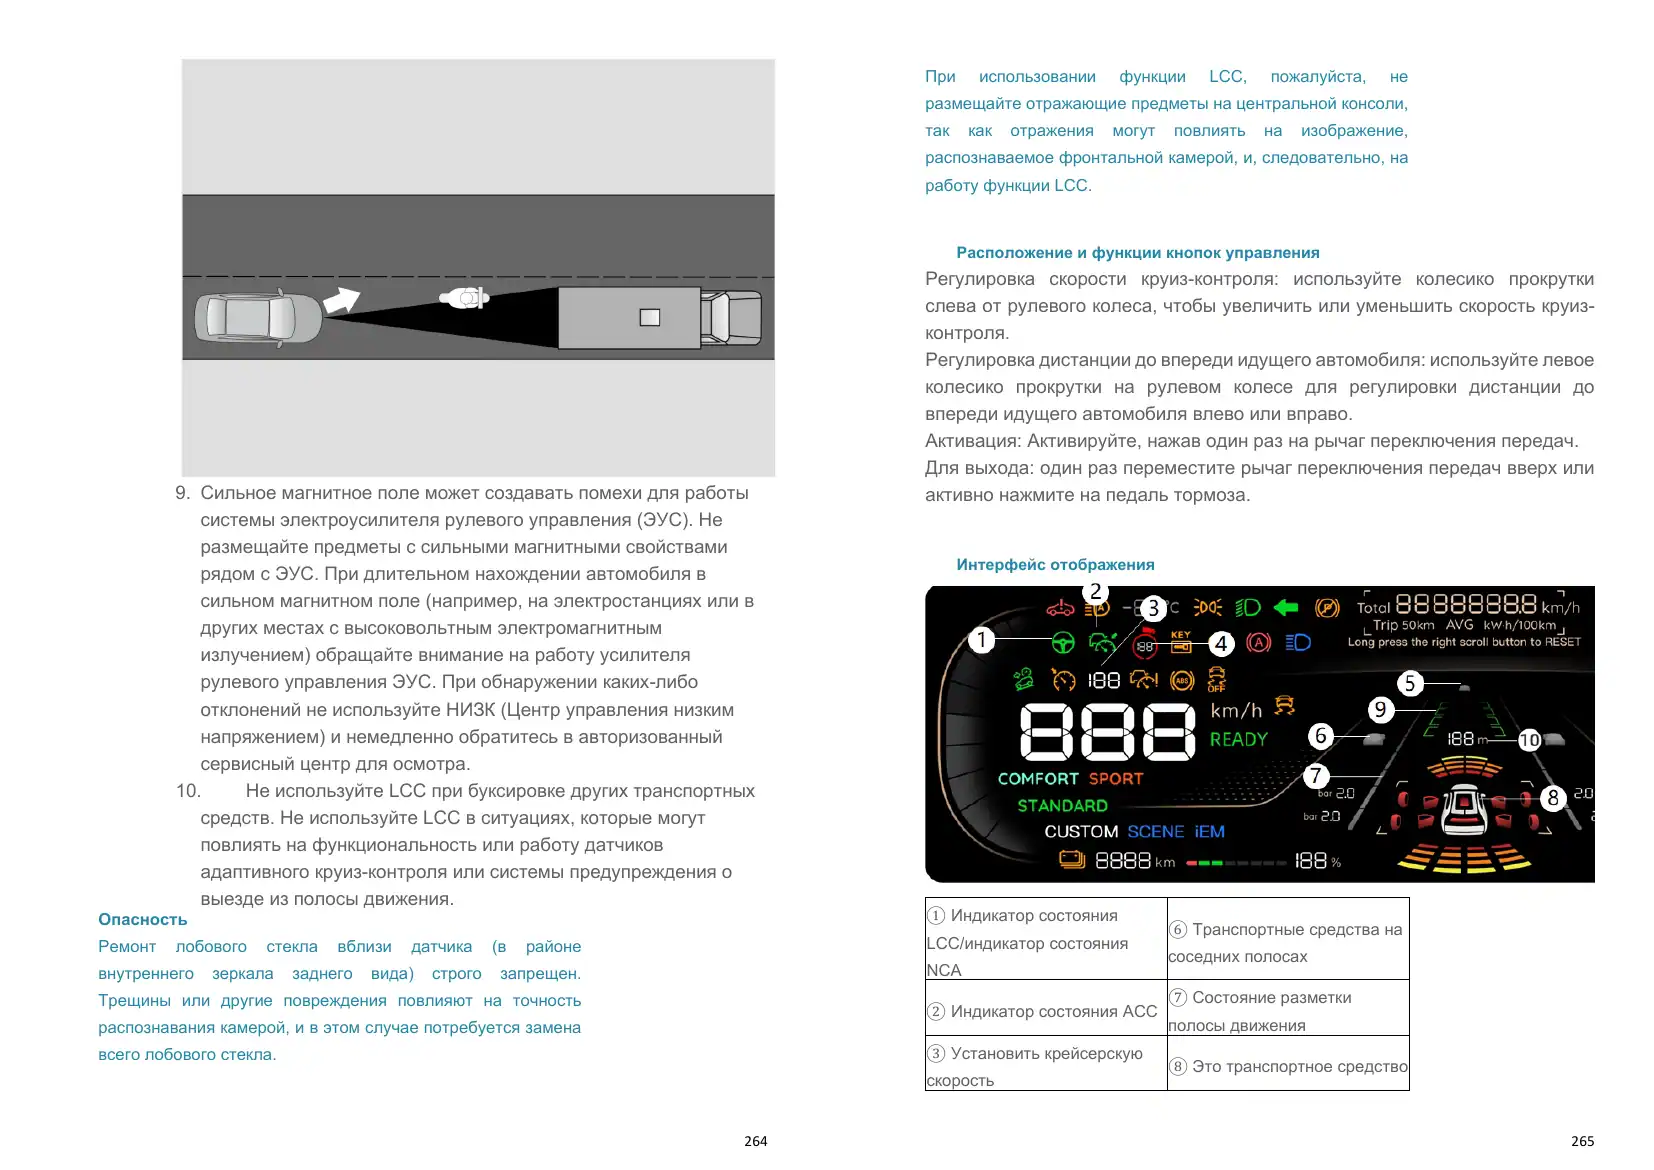 9. Сильное магнитное поле может создавать помехи для работы
системы электроусилителя рулевого управления (ЭУС). Не
размещайте предметы с сильными магнитными свойствами
рядом с ЭУС. При длительном нахождении автомобиля в
сильном магнитном поле (например, на электростанциях или в
других местах с высоковольтным электромагнитным
излучением) обращайте внимание на работу усилителя
рулевого управления ЭУС. При обнаружении каких-либо
отклонений не используйте НИЗК (Центр управления низким
напряжением) и немедленно обратитесь в авторизованный
сервисный центр для осмотра.
10. Не используйте LCC при буксировке других транспортных
средств. Не используйте LCC в ситуациях, которые могут
повлиять на функциональность или работу датчиков
адаптивного круиз-контроля или системы предупреждения о
выезде из полосы движения.
Опасность
Ремонт лобового стекла вблизи датчика (в районе
внутреннего зеркала заднего вида) строго запрещен.
Трещины или другие повреждения повлияют на точность
распознавания камерой, и в этом случае потребуется замена
всего лобового стекла.
264
При использовании функции LCC, пожалуйста, не
размещайте отражающие предметы на центральной консоли,
так как отражения могут повлиять на изображение,
распознаваемое фронтальной камерой, и, следовательно, на
работу функции LCC.
Расположение и функции кнопок управления
Регулировка скорости круиз-контроля: используйте колесико прокрутки
слева от рулевого колеса, чтобы увеличить или уменьшить скорость круиз-
контроля.
Регулировка дистанции до впереди идущего автомобиля: используйте левое
колесико прокрутки на рулевом колесе для регулировки дистанции до
впереди идущего автомобиля влево или вправо.
Активация: Активируйте, нажав один раз на рычаг переключения передач.
Для выхода: один раз переместите рычаг переключения передач вверх или
активно нажмите на педаль тормоза.
Интерфейс отображения
2
3
°C
Total 8888888.8 km/h
Trip 50km AVG kW·h/100km
Long press the right scroll button to RESET
1
188
KEY
4
(A)
188
ABS
OFF
5
9
888 km/h
READY
6
188 m
10
COMFORT SPORT
7
bar 2.0
8
2.0
STANDARD
bar 2.0
CUSTOM SCENE iEM
8888 km
188 %
① Индикатор состояния
LCC/индикатор состояния
NCA
⑥ Транспортные средства на
соседних полосах
② Индикатор состояния ACC
⑦ Состояние разметки
полосы движения
③ Установить крейсерскую
скорость
⑧ Это транспортное средство
265